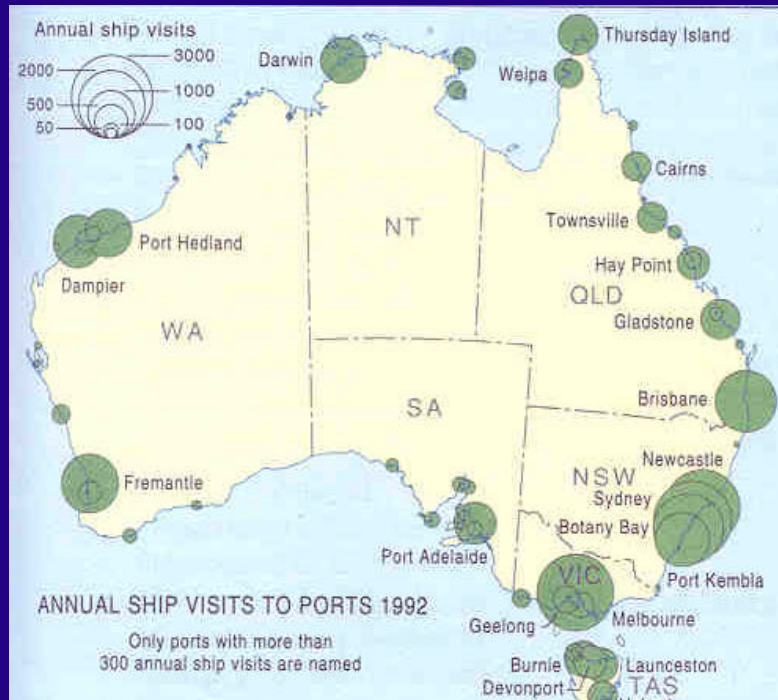 Annual ship visits
3000
2000
1000
500
100
50
Darwin
Thursday Island
Weipa
Cairns
Townsville
Port Hedland
Dampier
NT
Hay Point
QLD
Gladstone
WA
Brisbane
SA
Newcastle
NSW
Sydney
Fremantle
Botany Bay
Port Adelaide
Port Kembla
VIC
ANNUAL SHIP VISITS TO PORTS 1992
Melbourne
Geelong
Only ports with more than
300 annual ship visits are named
Burnie
Launceston
Devonport
TAS